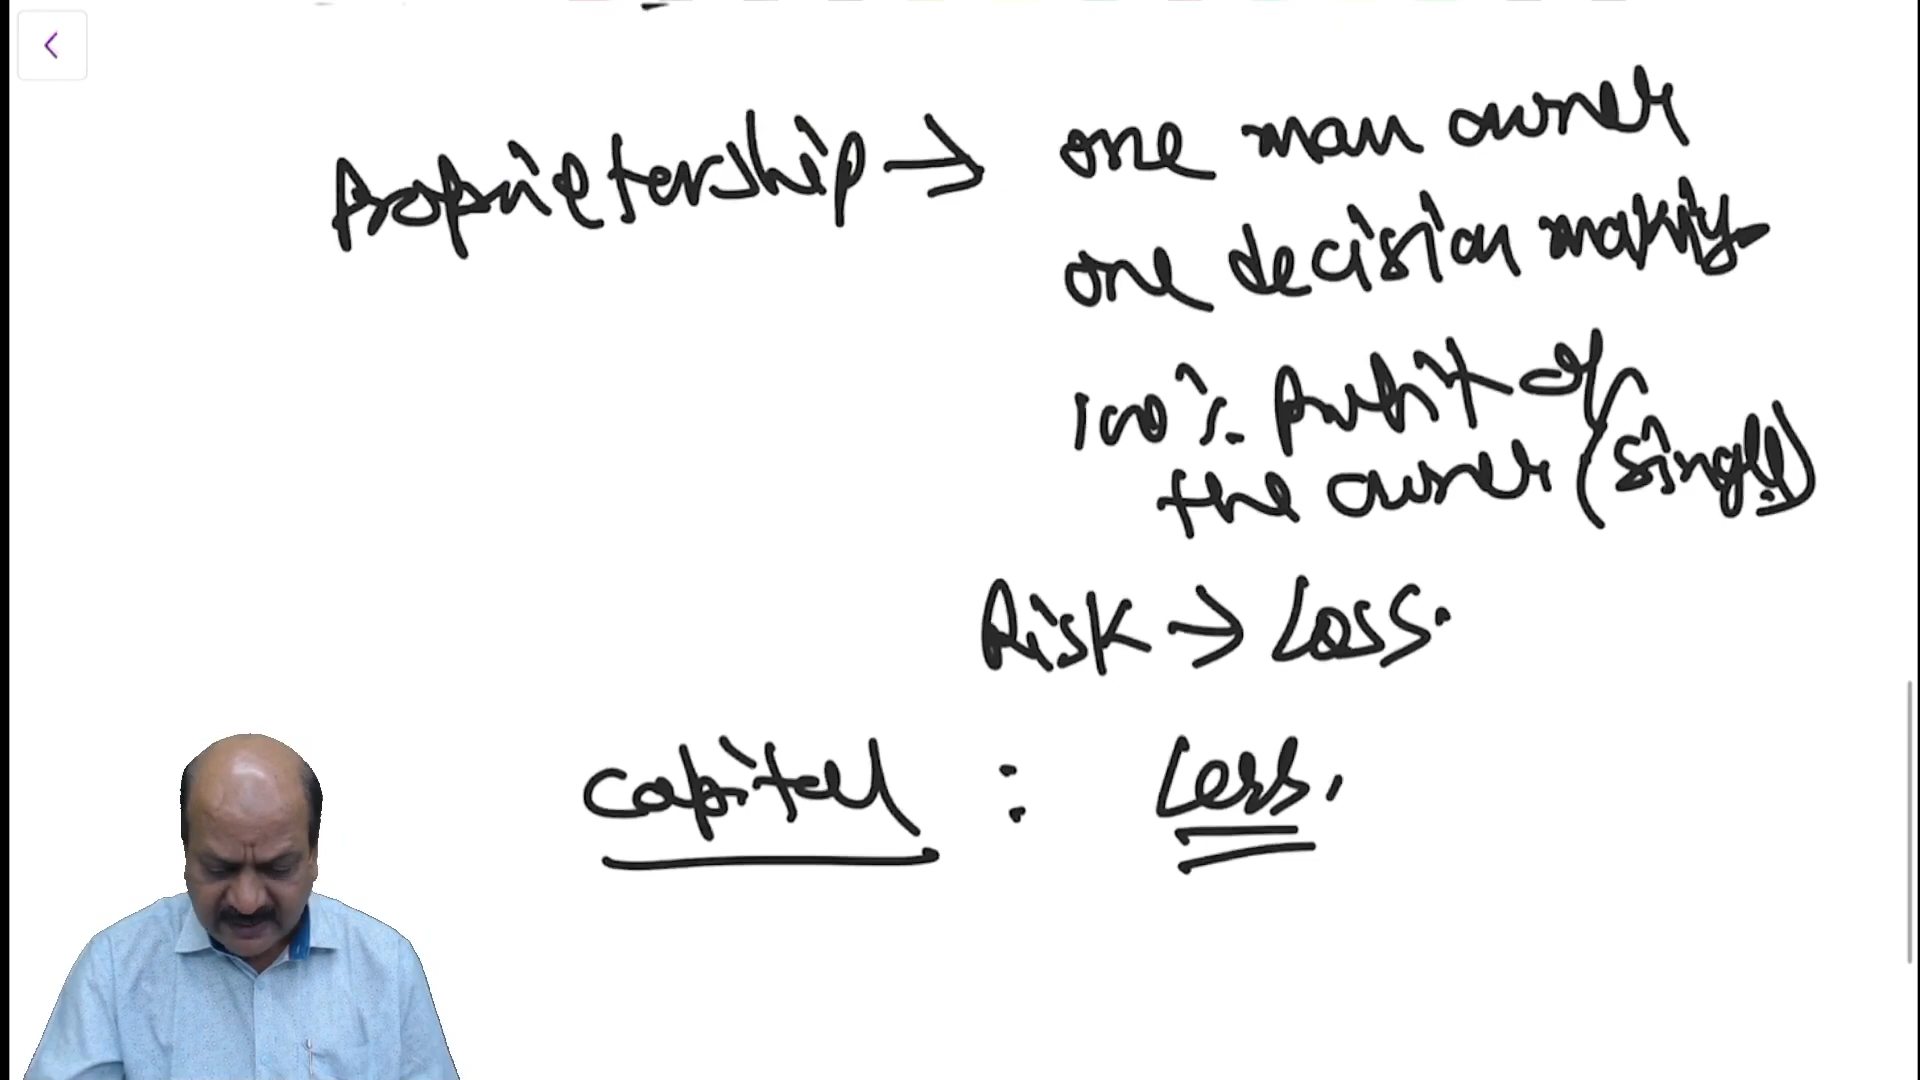 Proprietership → one man owner
one decision making.
100%. Profit of
the owner (single)
Risk → Loss.
Capital : Less.